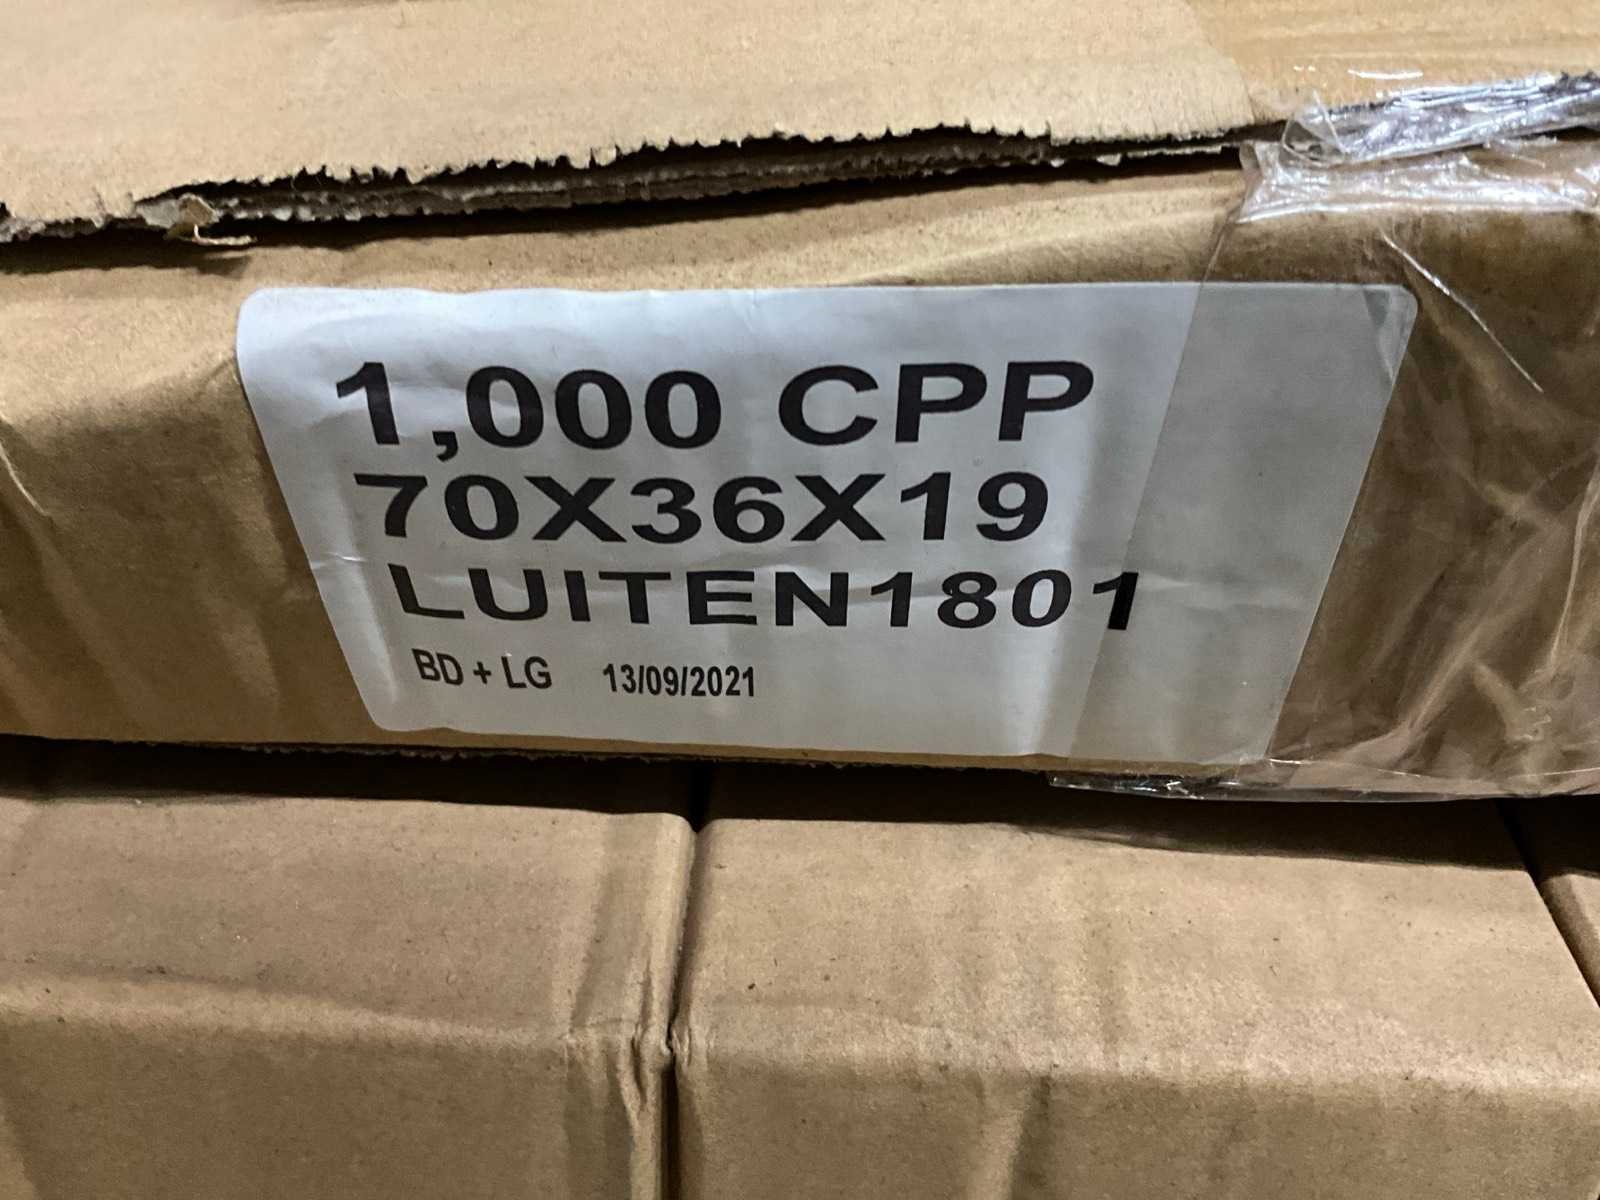 1,000 CPP
70X36X19
LUITEN1801
BD + LG 13/09/2021